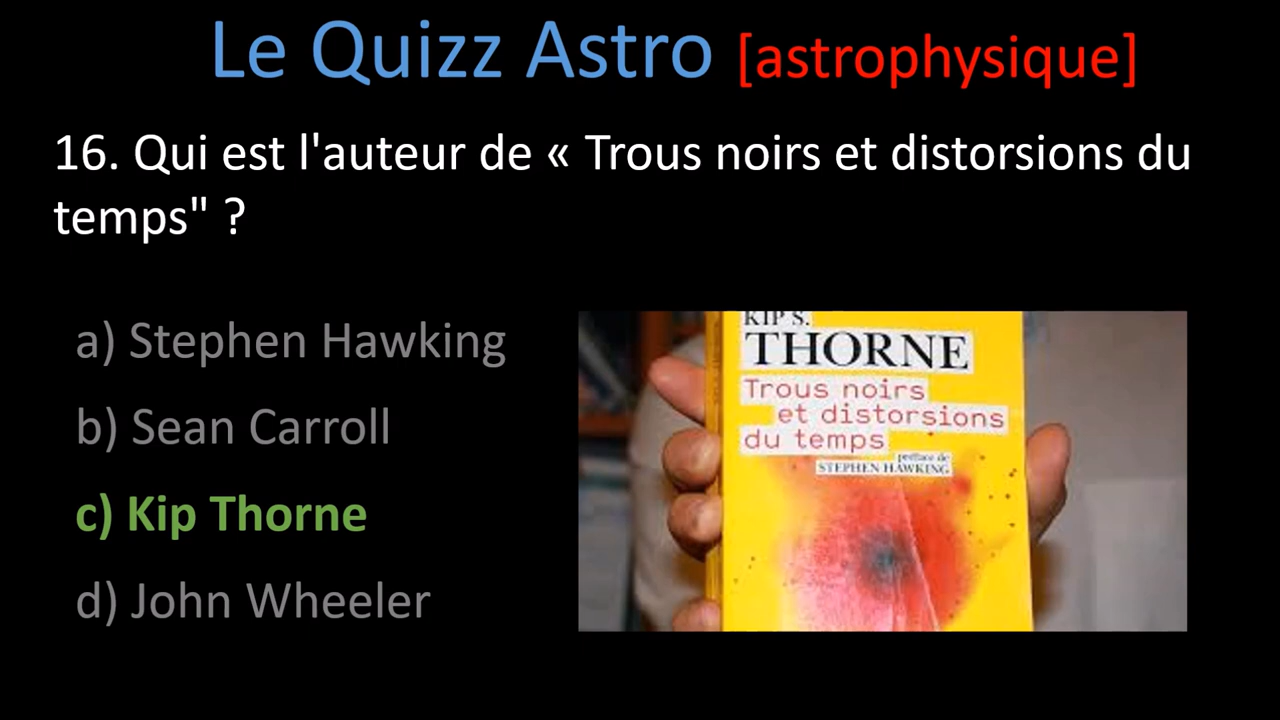 Le Quizz Astro [astrophysique]
16. Qui est l'auteur de « Trous noirs et distorsions du
temps" ?
a) Stephen Hawking
b) Sean Carroll
c) Kip Thorne
d) John Wheeler
KIP S.
THORNE
Trous noirs
et distorsions
du temps
préface de
STEPHEN HAWKING